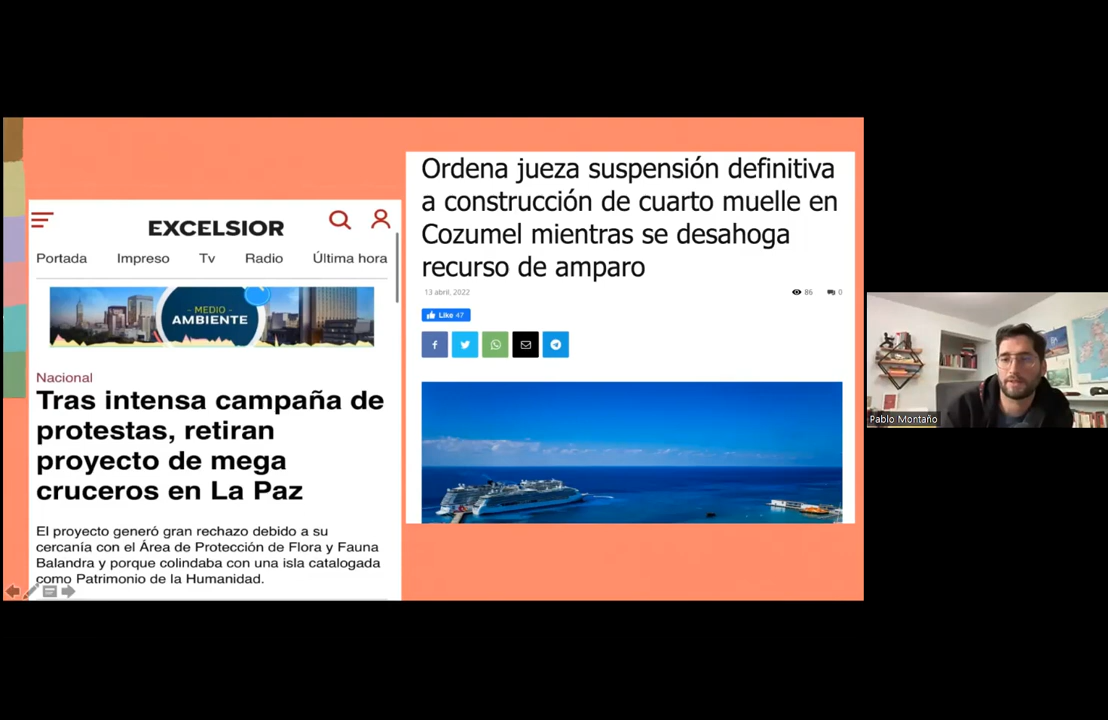 EXCELSIOR
Portada Impreso Tv Radio Última hora
- MEDIO -
AMBIENTE
Nacional
Tras intensa campaña de
protestas, retiran
proyecto de mega
cruceros en La Paz
El proyecto generó gran rechazo debido a su
cercanía con el Área de Protección de Flora y Fauna
Balandra y porque colindaba con una isla catalogada
como Patrimonio de la Humanidad.
Ordena jueza suspensión definitiva
a construcción de cuarto muelle en
Cozumel mientras se desahoga
recurso de amparo
13 abril, 2022
86
0
Like 47
Pablo Montaño